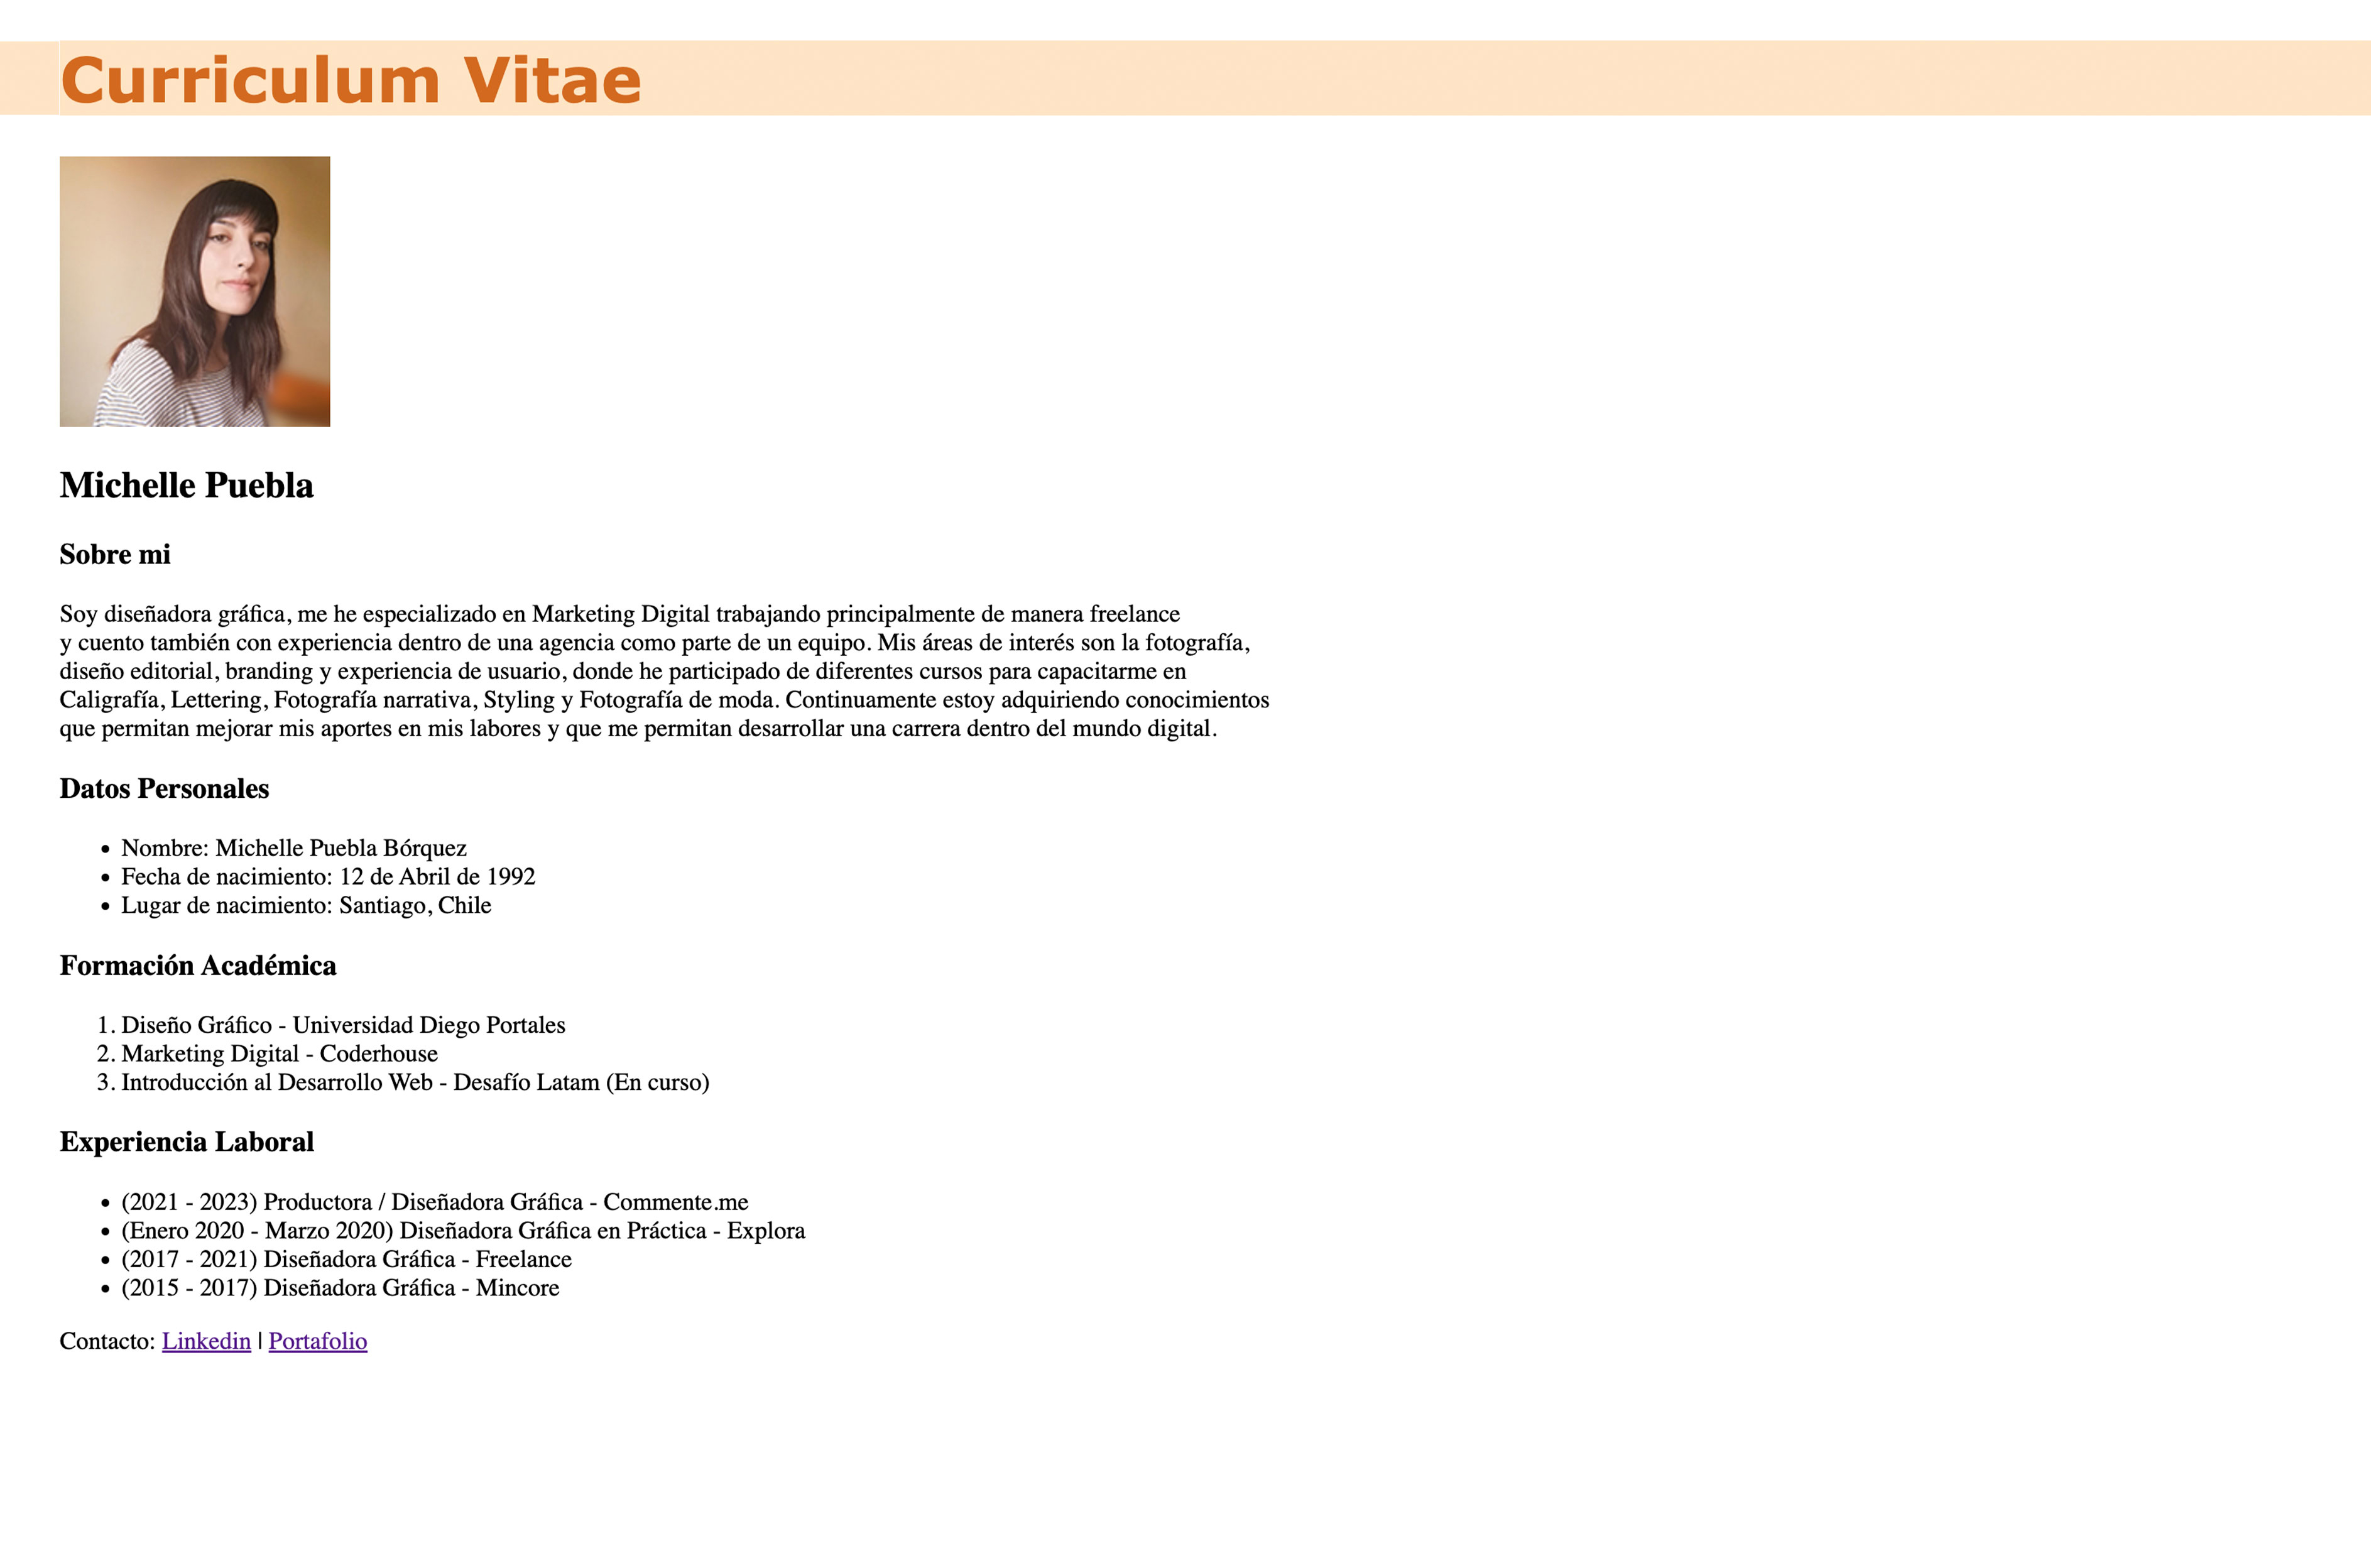 Curriculum Vitae
Michelle Puebla
Sobre mi
Soy diseñadora gráfica, me he especializado en Marketing Digital trabajando principalmente de manera freelance
y cuento también con experiencia dentro de una agencia como parte de un equipo. Mis áreas de interés son la fotografía,
diseño editorial, branding y experiencia de usuario, donde he participado de diferentes cursos para capacitarme en
Caligrafía, Lettering, Fotografía narrativa, Styling y Fotografía de moda. Continuamente estoy adquiriendo conocimientos
que permitan mejorar mis aportes en mis labores y que me permitan desarrollar una carrera dentro del mundo digital.
Datos Personales
• Nombre: Michelle Puebla Bórquez
• Fecha de nacimiento: 12 de Abril de 1992
• Lugar de nacimiento: Santiago, Chile
Formación Académica
1. Diseño Gráfico - Universidad Diego Portales
2. Marketing Digital - Coderhouse
3. Introducción al Desarrollo Web - Desafío Latam (En curso)
Experiencia Laboral
• (2021 - 2023) Productora / Diseñadora Gráfica - Commente.me
• (Enero 2020 - Marzo 2020) Diseñadora Gráfica en Práctica - Explora
• (2017 - 2021) Diseñadora Gráfica - Freelance
• (2015 - 2017) Diseñadora Gráfica - Mincore
Contacto: Linkedin | Portafolio